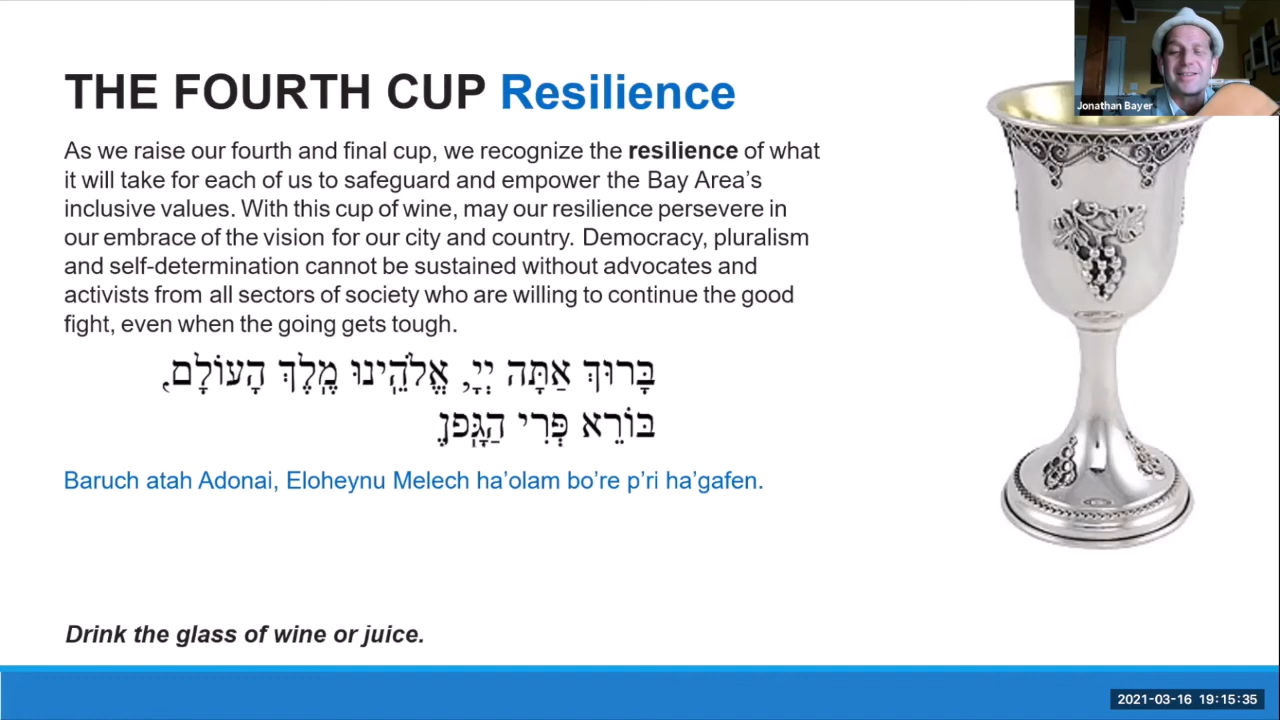 THE FOURTH CUP Resilience
Jonathan Bayer
As we raise our fourth and final cup, we recognize the resilience of what
it will take for each of us to safeguard and empower the Bay Area’s
inclusive values. With this cup of wine, may our resilience persevere in
our embrace of the vision for our city and country. Democracy, pluralism
and self-determination cannot be sustained without advocates and
activists from all sectors of society who are willing to continue the good
fight, even when the going gets tough.
בָּרוּךְ אַתָּה יְיָ, אֱלֹהֵֽינוּ מֶֽלֶךְ הָעוֹלָם,
בּוֹרֵא פְּרִי הַגָּֽפֶן
Baruch atah Adonai, Eloheynu Melech ha’olam bo’re p’ri ha’gafen.
Drink the glass of wine or juice.
2021-03-16 19:15:35